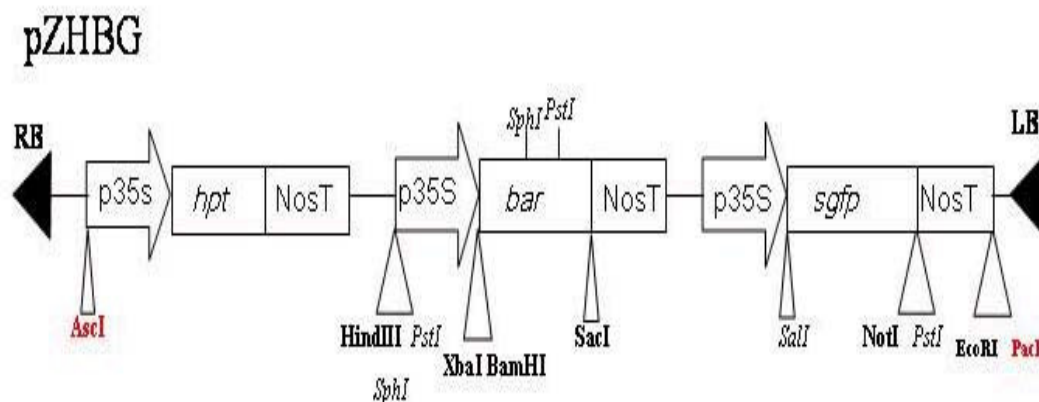 pZHBG
SphI PstI
RB LB
p35s hpt NosT p35S bar NosT p35S sgfp NosT
AscI HindIII PstI XbaI BamHI SacI SalI NotI PstI EcoRI PacI
SphI